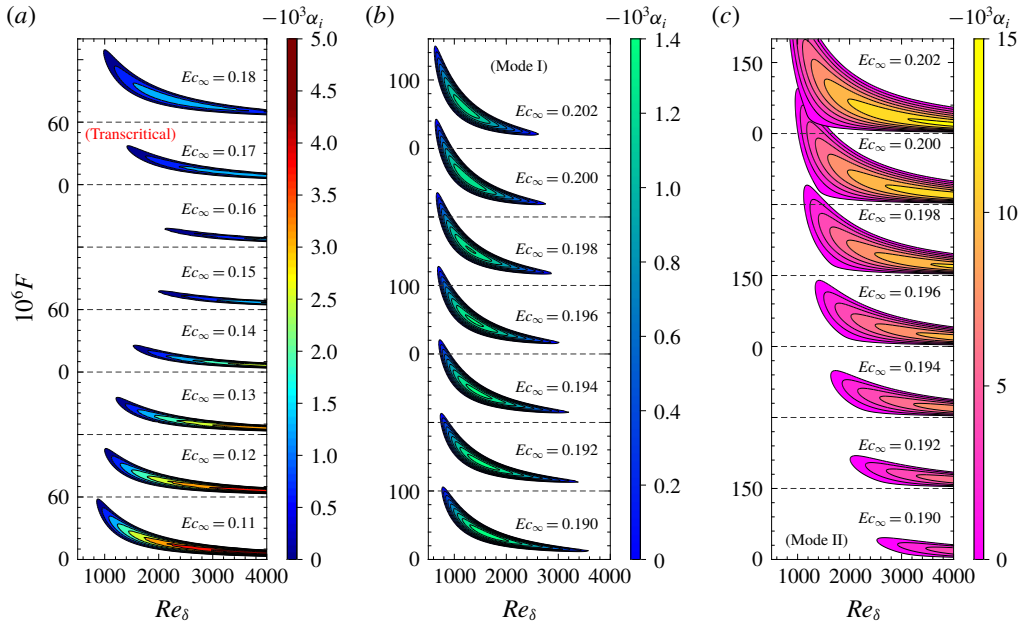 (a)
−10³αᵢ
5.0
4.5
4.0
3.5
3.0
2.5
2.0
1.5
1.0
0.5
0
10⁶F
60
0
60
0
60
0
Ec∞ = 0.18
(Transcritical)
Ec∞ = 0.17
Ec∞ = 0.16
Ec∞ = 0.15
Ec∞ = 0.14
Ec∞ = 0.13
Ec∞ = 0.12
Ec∞ = 0.11
1000 2000 3000 4000
Reδ
(b)
−10³αᵢ
1.4
1.2
1.0
0.8
0.6
0.4
0.2
0
100
0
100
0
100
0
(Mode I)
Ec∞ = 0.202
Ec∞ = 0.200
Ec∞ = 0.198
Ec∞ = 0.196
Ec∞ = 0.194
Ec∞ = 0.192
Ec∞ = 0.190
1000 2000 3000 4000
Reδ
(c)
−10³αᵢ
15
10
5
0
150
0
150
0
150
0
Ec∞ = 0.202
Ec∞ = 0.200
Ec∞ = 0.198
Ec∞ = 0.196
Ec∞ = 0.194
Ec∞ = 0.192
Ec∞ = 0.190
(Mode II)
1000 2000 3000 4000
Reδ